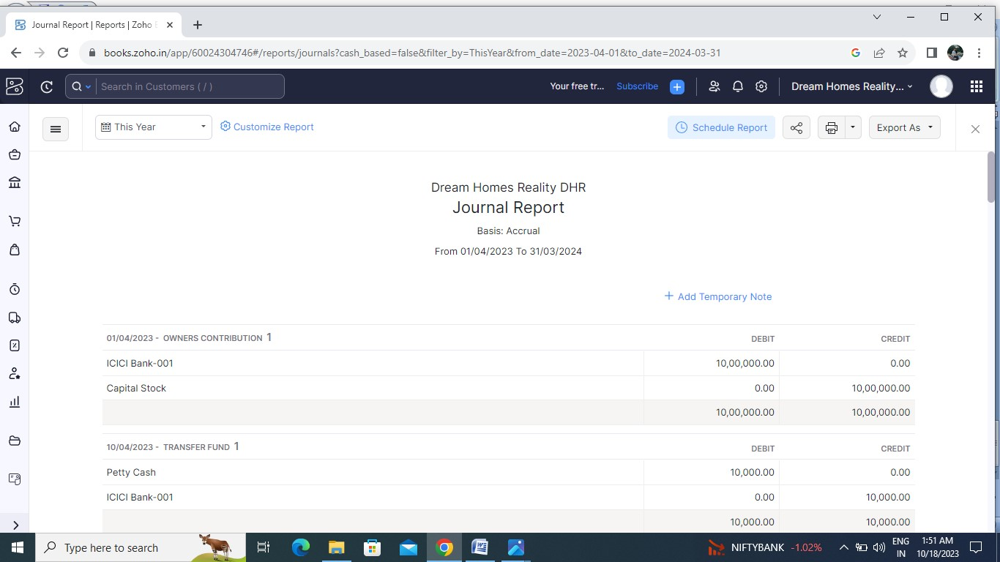 Journal Report | Reports | Zoho
books.zoho.in/app/60024304746#/reports/journals?cash_based=false&filter_by=ThisYear&from_date=2023-04-01&to_date=2024-03-31
Search in Customers ( / )
Your free tr... Subscribe
Dream Homes Reality...
This Year
Customize Report
Schedule Report
Export As
Dream Homes Reality DHR
Journal Report
Basis: Accrual
From 01/04/2023 To 31/03/2024
+ Add Temporary Note
01/04/2023 - OWNERS CONTRIBUTION 1 DEBIT CREDIT
ICICI Bank-001 10,00,000.00 0.00
Capital Stock 0.00 10,00,000.00
10,00,000.00 10,00,000.00
10/04/2023 - TRANSFER FUND 1 DEBIT CREDIT
Petty Cash 10,000.00 0.00
ICICI Bank-001 0.00 10,000.00
10,000.00 10,000.00
Type here to search
NIFTYBANK -1.02%
ENG
IN
1:51 AM
10/18/2023